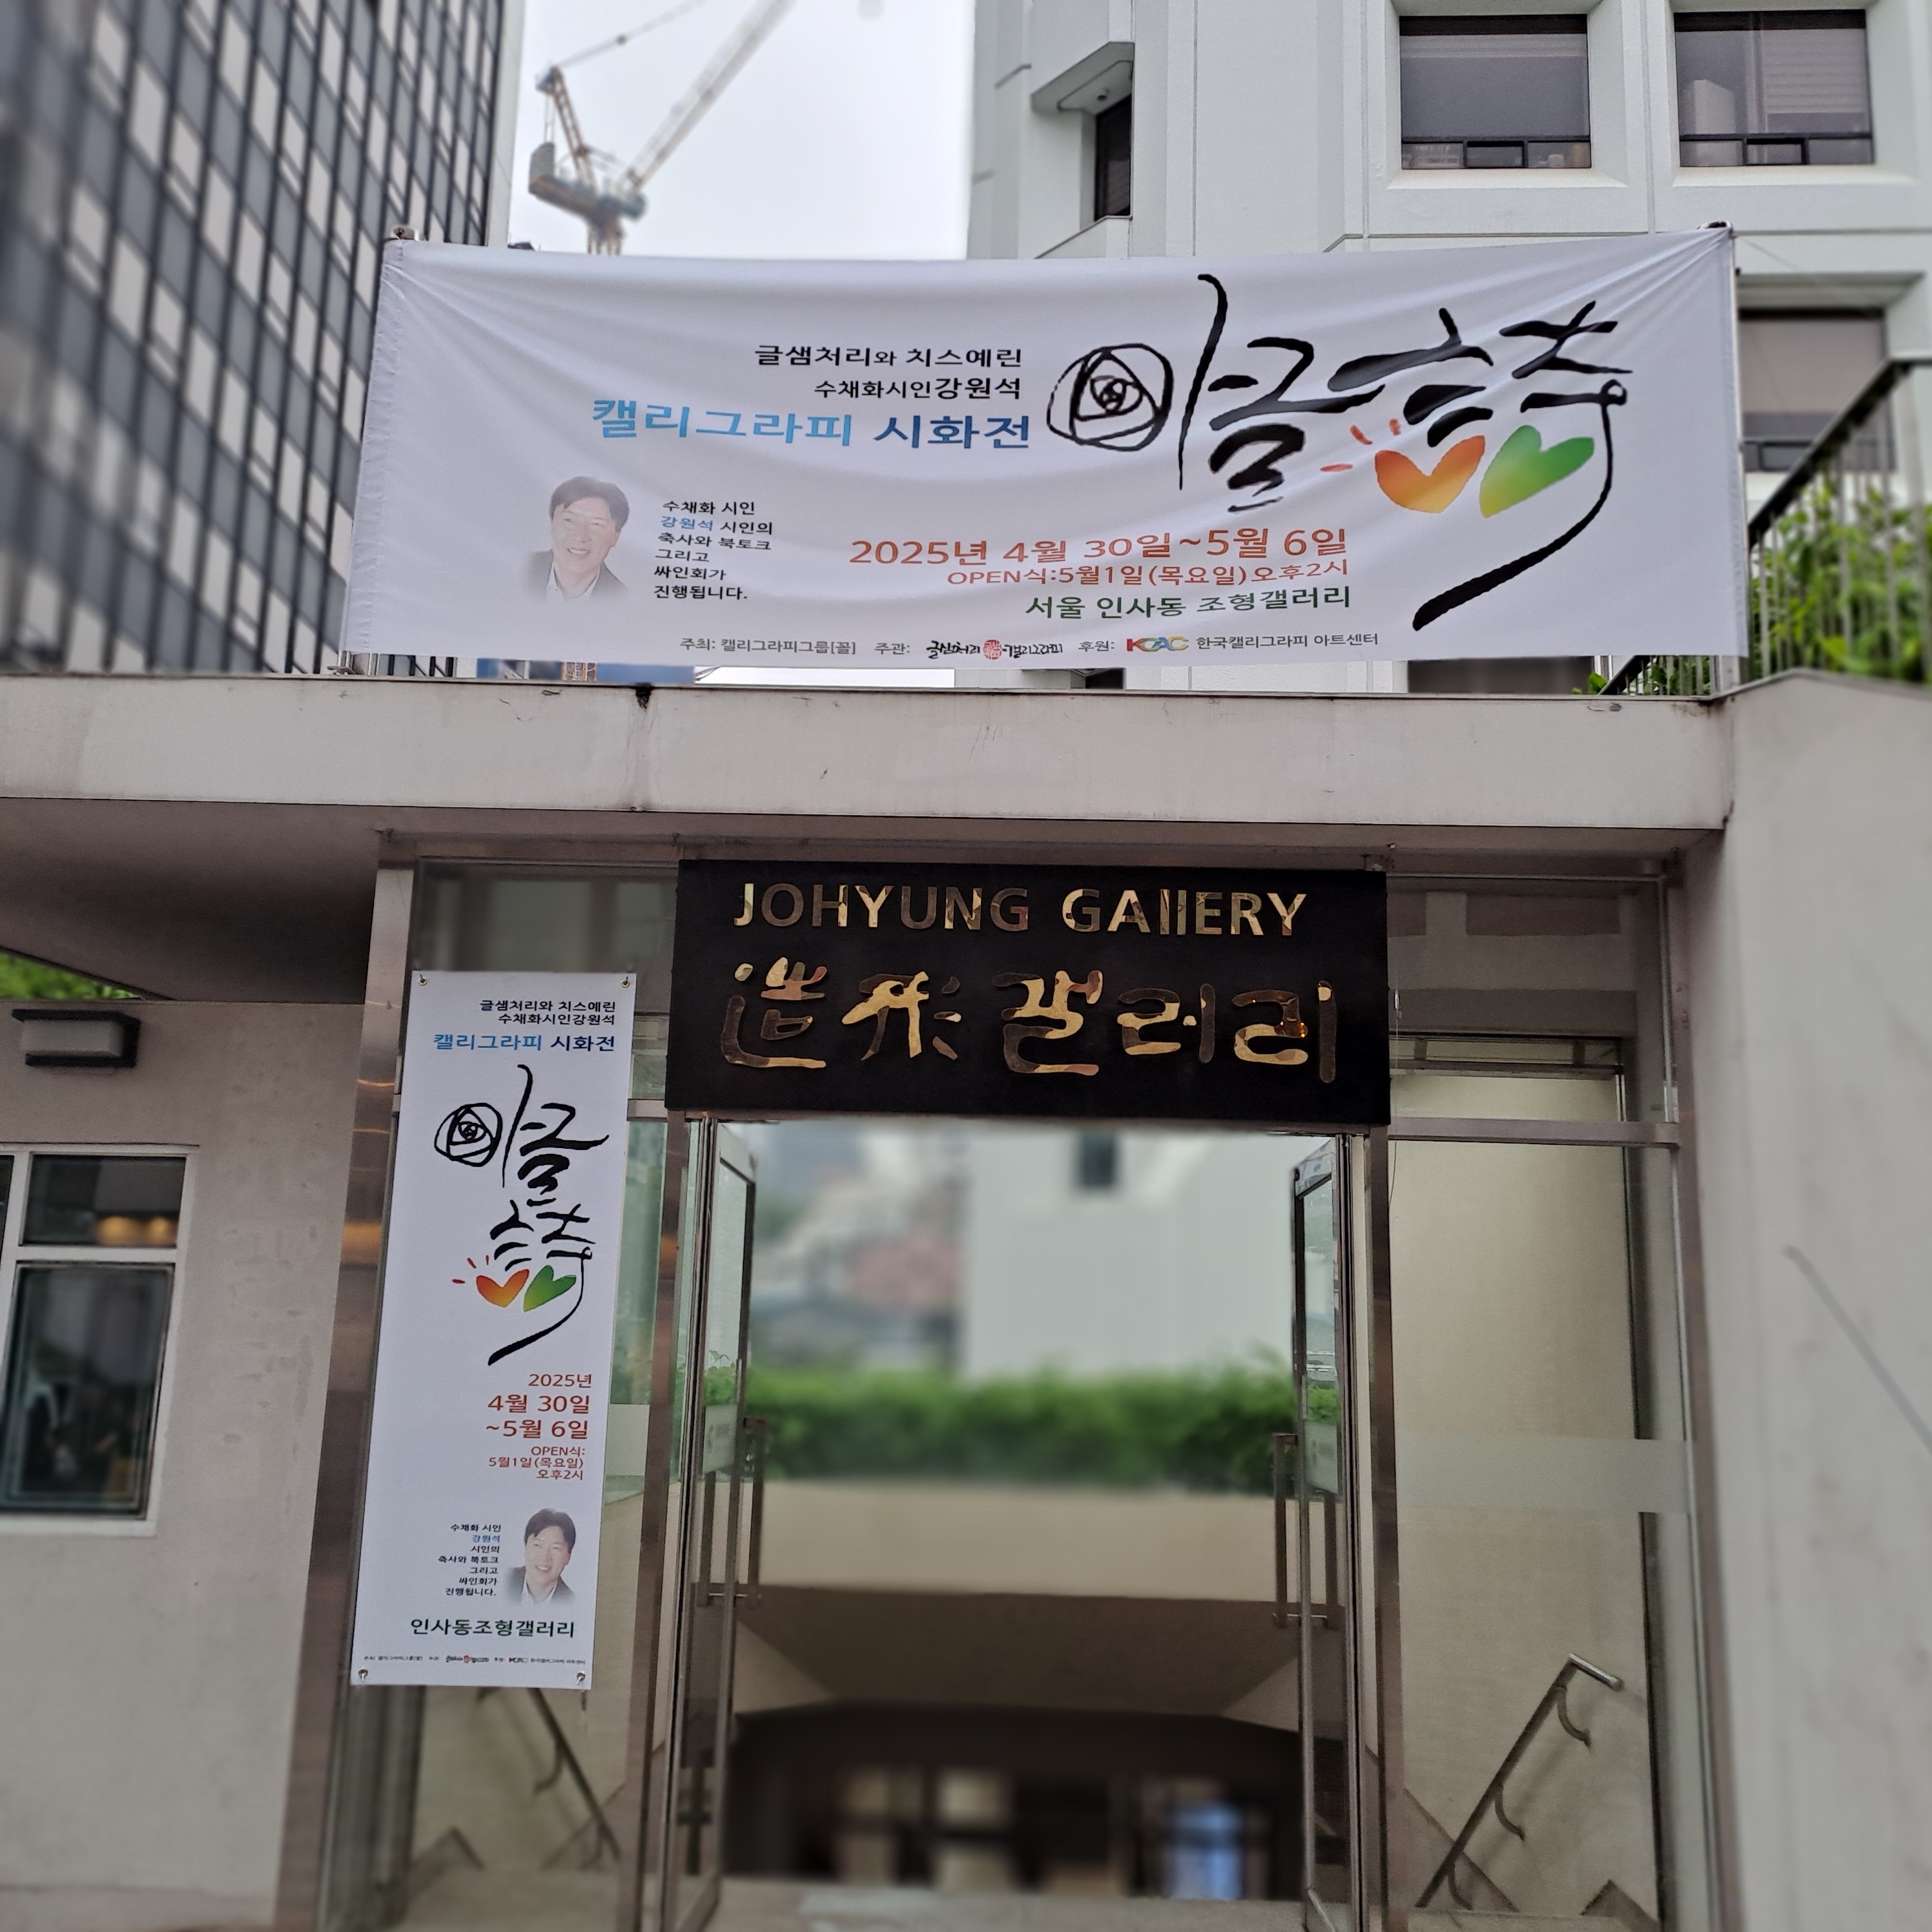 글샘처리와 치스예린
수채화시인강원석
캘리그라피 시화전
수채화 시인
강원석 시인의
축사와 북토크
그리고
싸인회가
진행됩니다.
2025년 4월 30일~5월 6일
OPEN식:5월1일(목요일)오후2시
서울 인사동 조형갤러리
주최: 캘리그라피그룹[꼴] 주관: 글샘처리 캘리그라피 후원: KCAC 한국캘리그라피 아트센터
JOHYUNG GAllERY
造形 갤러리
글샘처리와 치스예린
수채화시인강원석
캘리그라피 시화전
2025년
4월 30일
~5월 6일
OPEN식:
5월1일(목요일)
오후2시
수채화 시인
강원석
시인의
축사와 북토크
그리고
싸인회가
진행됩니다.
인사동조형갤러리